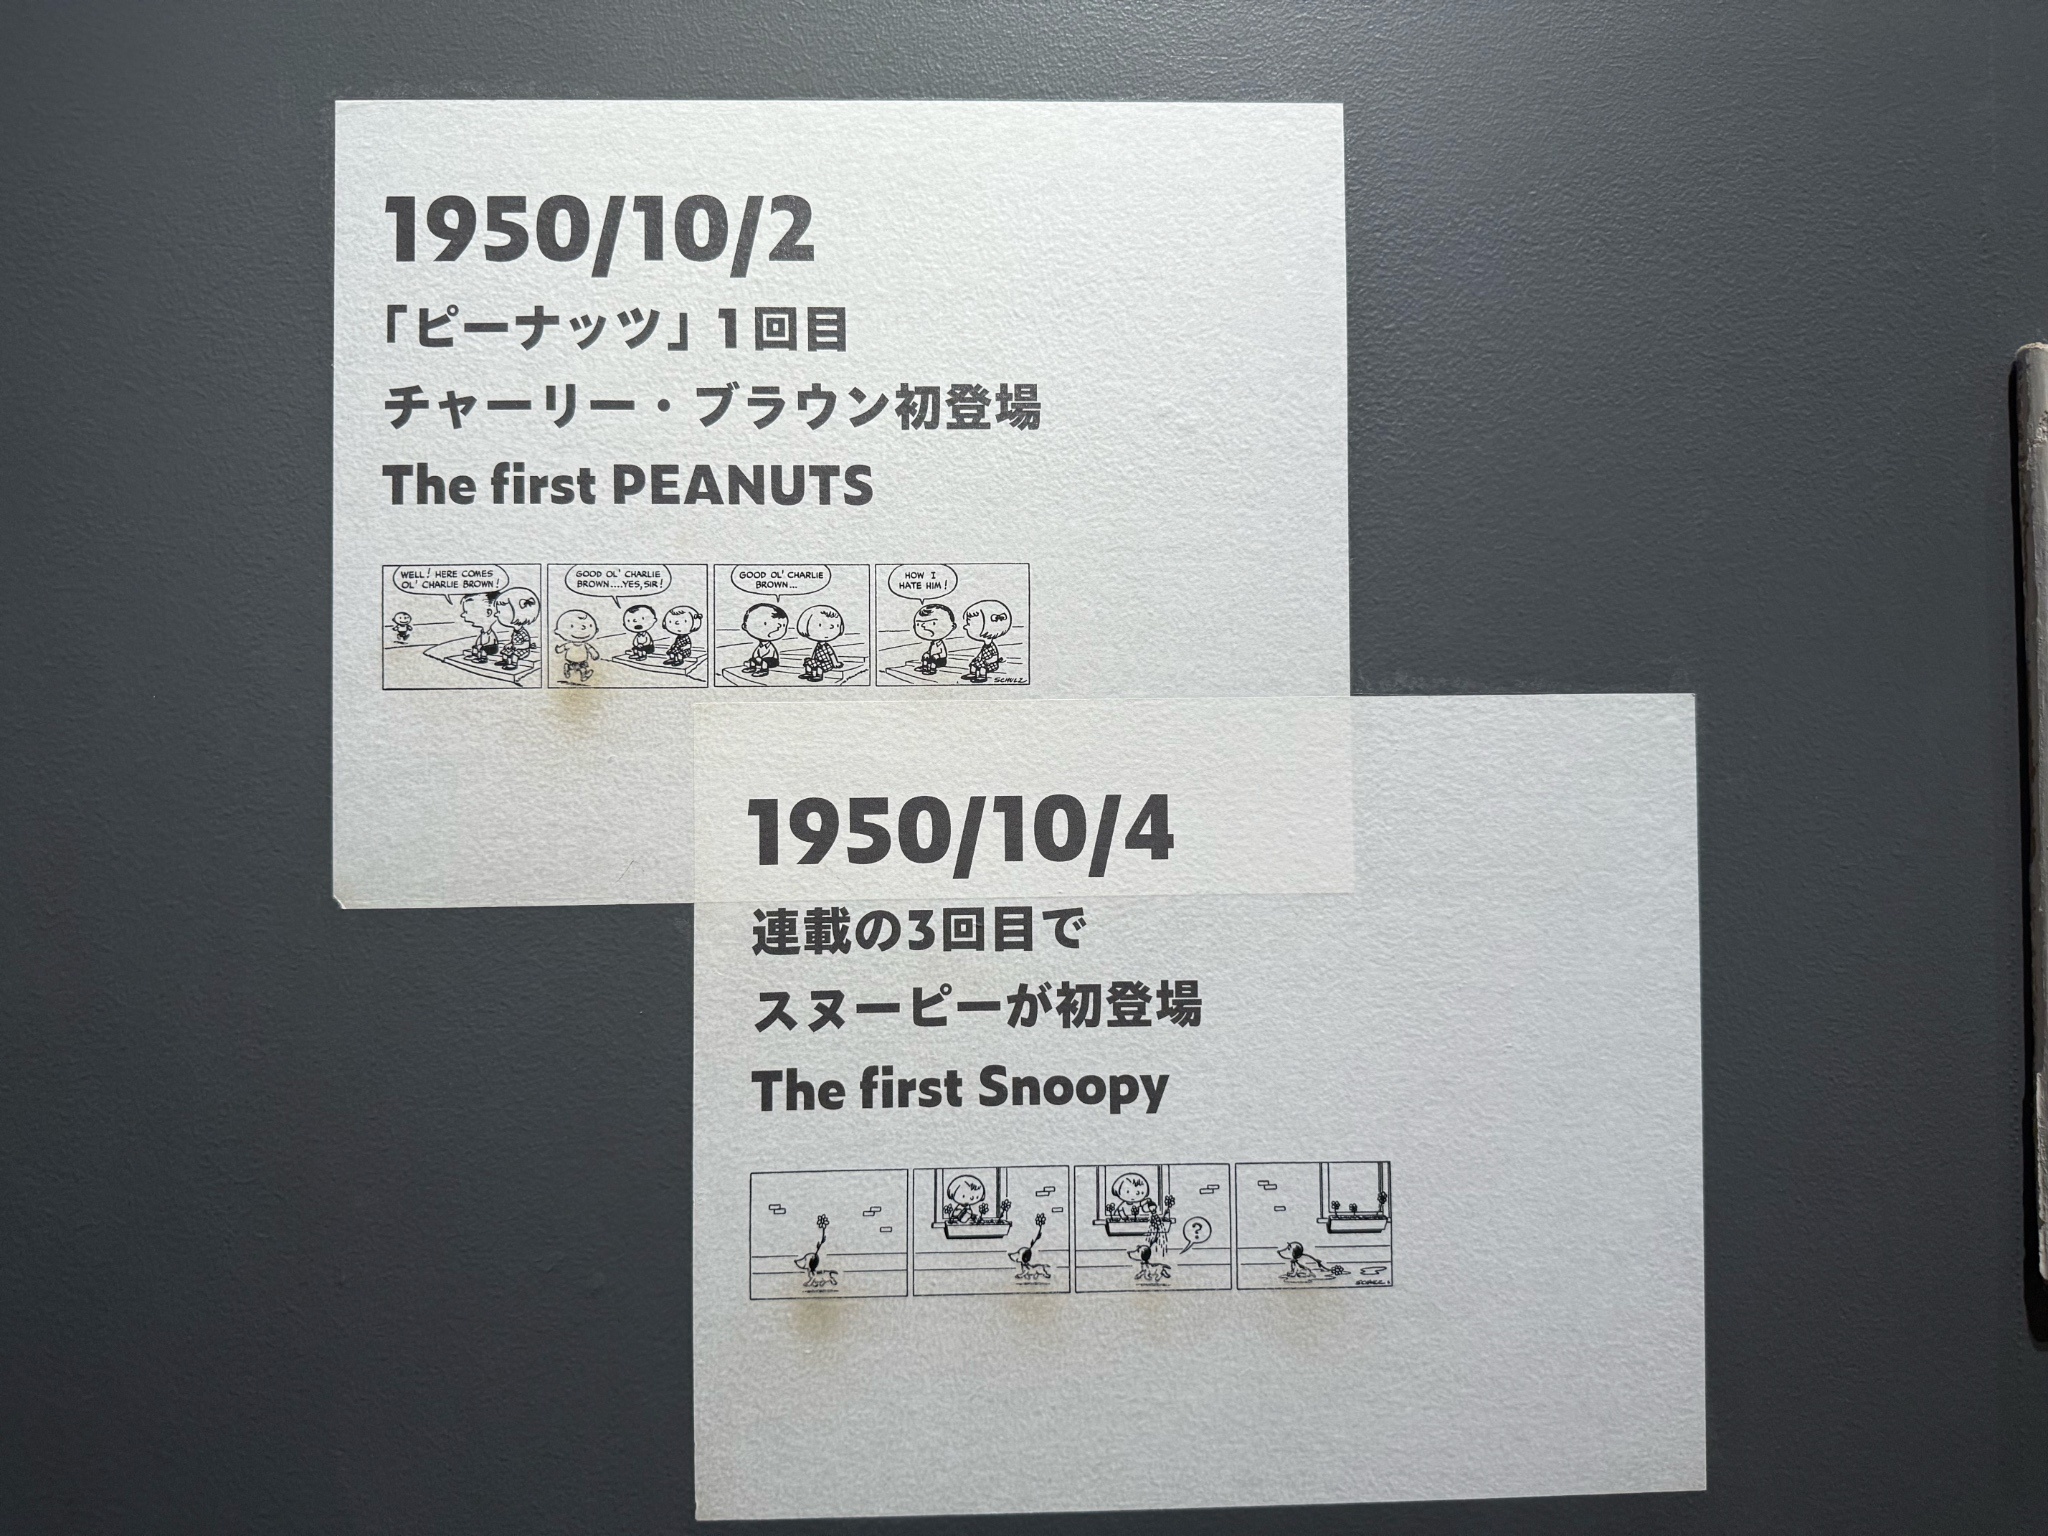 1950/10/2
「ピーナッツ」1回目
チャーリー・ブラウン初登場
The first PEANUTS
WELL! HERE COMES
OL' CHARLIE BROWN!
GOOD OL' CHARLIE
BROWN....YES, SIR!
GOOD OL' CHARLIE
BROWN...
HOW I
HATE HIM!
SCHULZ
1950/10/4
連載の3回目で
スヌーピーが初登場
The first Snoopy
?
SCHULZ